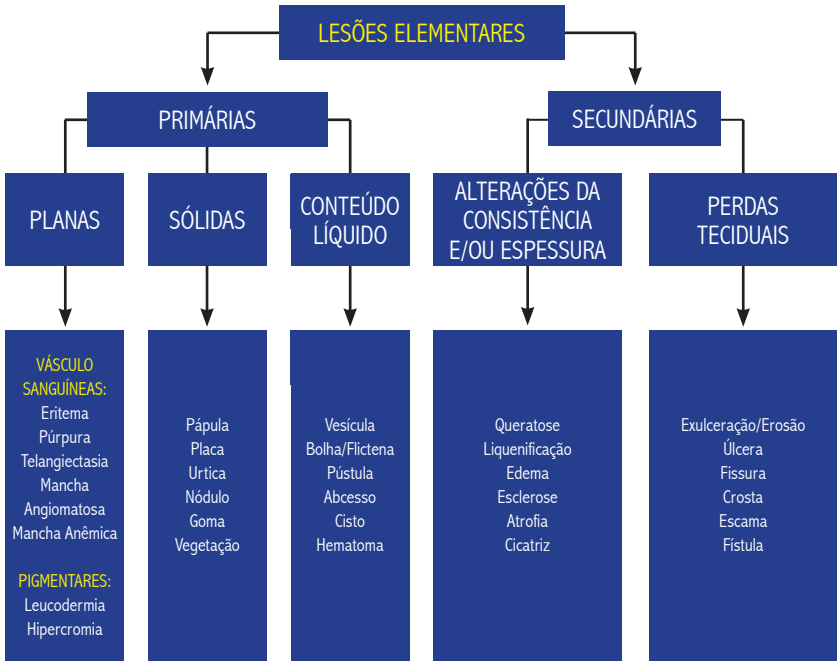 LESÕES ELEMENTARES
PRIMÁRIAS
SECUNDÁRIAS
PLANAS
SÓLIDAS
CONTEÚDO
LÍQUIDO
ALTERAÇÕES DA
CONSISTÊNCIA
E/OU ESPESSURA
PERDAS
TECIDUAIS
VÁSCULO
SANGUÍNEAS:
Eritema
Púrpura
Telangiectasia
Mancha
Angiomatosa
Mancha Anêmica
PIGMENTARES:
Leucodermia
Hipercromia
Pápula
Placa
Urtica
Nódulo
Goma
Vegetação
Vesícula
Bolha/Flictena
Pústula
Abcesso
Cisto
Hematoma
Queratose
Liquenificação
Edema
Esclerose
Atrofia
Cicatriz
Exulceração/Erosão
Úlcera
Fissura
Crosta
Escama
Fístula